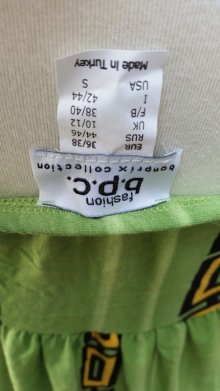 fashion
b.p.c.
bonprix collection
EUR 36/38
RUS 44/46
UK 10/12
F/B 38/40
I 42/44
USA S
Made in Turkey